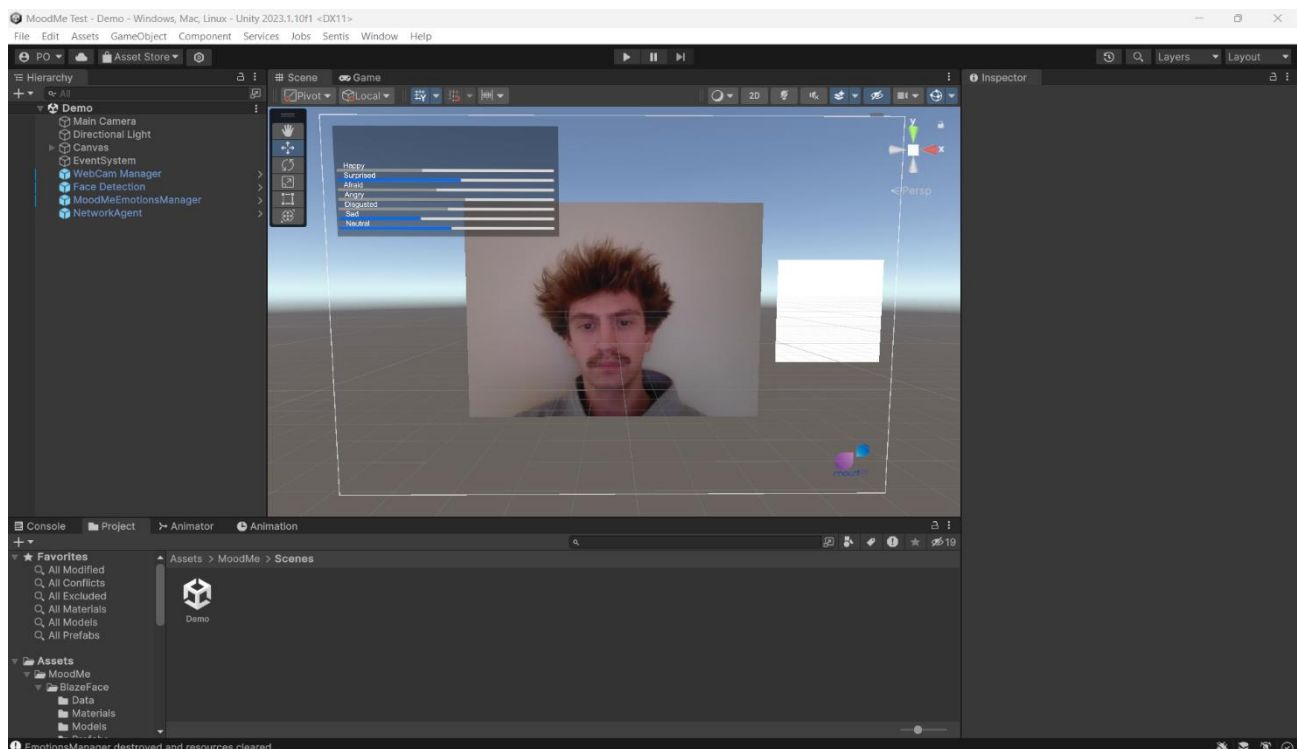 MoodMe Test - Demo - Windows, Mac, Linux - Unity 2023.1.10f1 <DX11>
File Edit Assets GameObject Component Services Jobs Sentis Window Help
PO Asset Store Layers Layout
Hierarchy
All
Demo
Main Camera
Directional Light
Canvas
EventSystem
WebCam Manager
Face Detection
MoodMeEmotionsManager
NetworkAgent
Scene Game
Pivot Local 2D
Happy
Surprised
Afraid
Angry
Disgusted
Sad
Neutral
y
x
Persp
Inspector
Console Project Animator Animation
19
Favorites
All Modified
All Conflicts
All Excluded
All Materials
All Models
All Prefabs
Assets
MoodMe
BlazeFace
Data
Materials
Models
Assets > MoodMe > Scenes
Demo
EmotionsManager destroyed and resources cleared